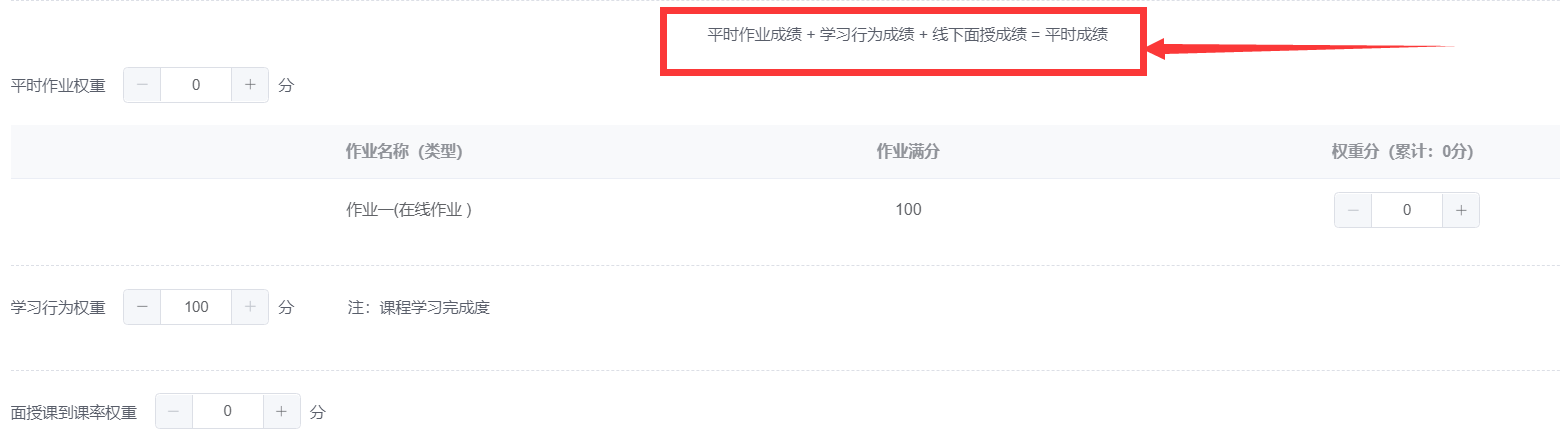 平时作业成绩 + 学习行为成绩 + 线下面授成绩 = 平时成绩
平时作业权重 － 0 + 分
作业名称（类型） 作业满分 权重分（累计：0分）
作业一(在线作业 ) 100 － 0 +
学习行为权重 － 100 + 分 注：课程学习完成度
面授课到课率权重 － 0 + 分